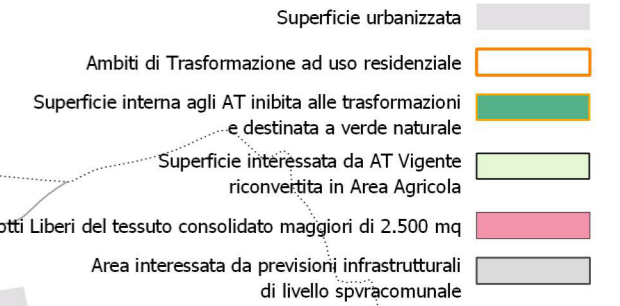 Superficie urbanizzata
Ambiti di Trasformazione ad uso residenziale
Superficie interna agli AT inibita alle trasformazioni
e destinata a verde naturale
Superficie interessata da AT Vigente
riconvertita in Area Agricola
otti Liberi del tessuto consolidato maggiori di 2.500 mq
Area interessata da previsioni infrastrutturali
di livello spvracomunale